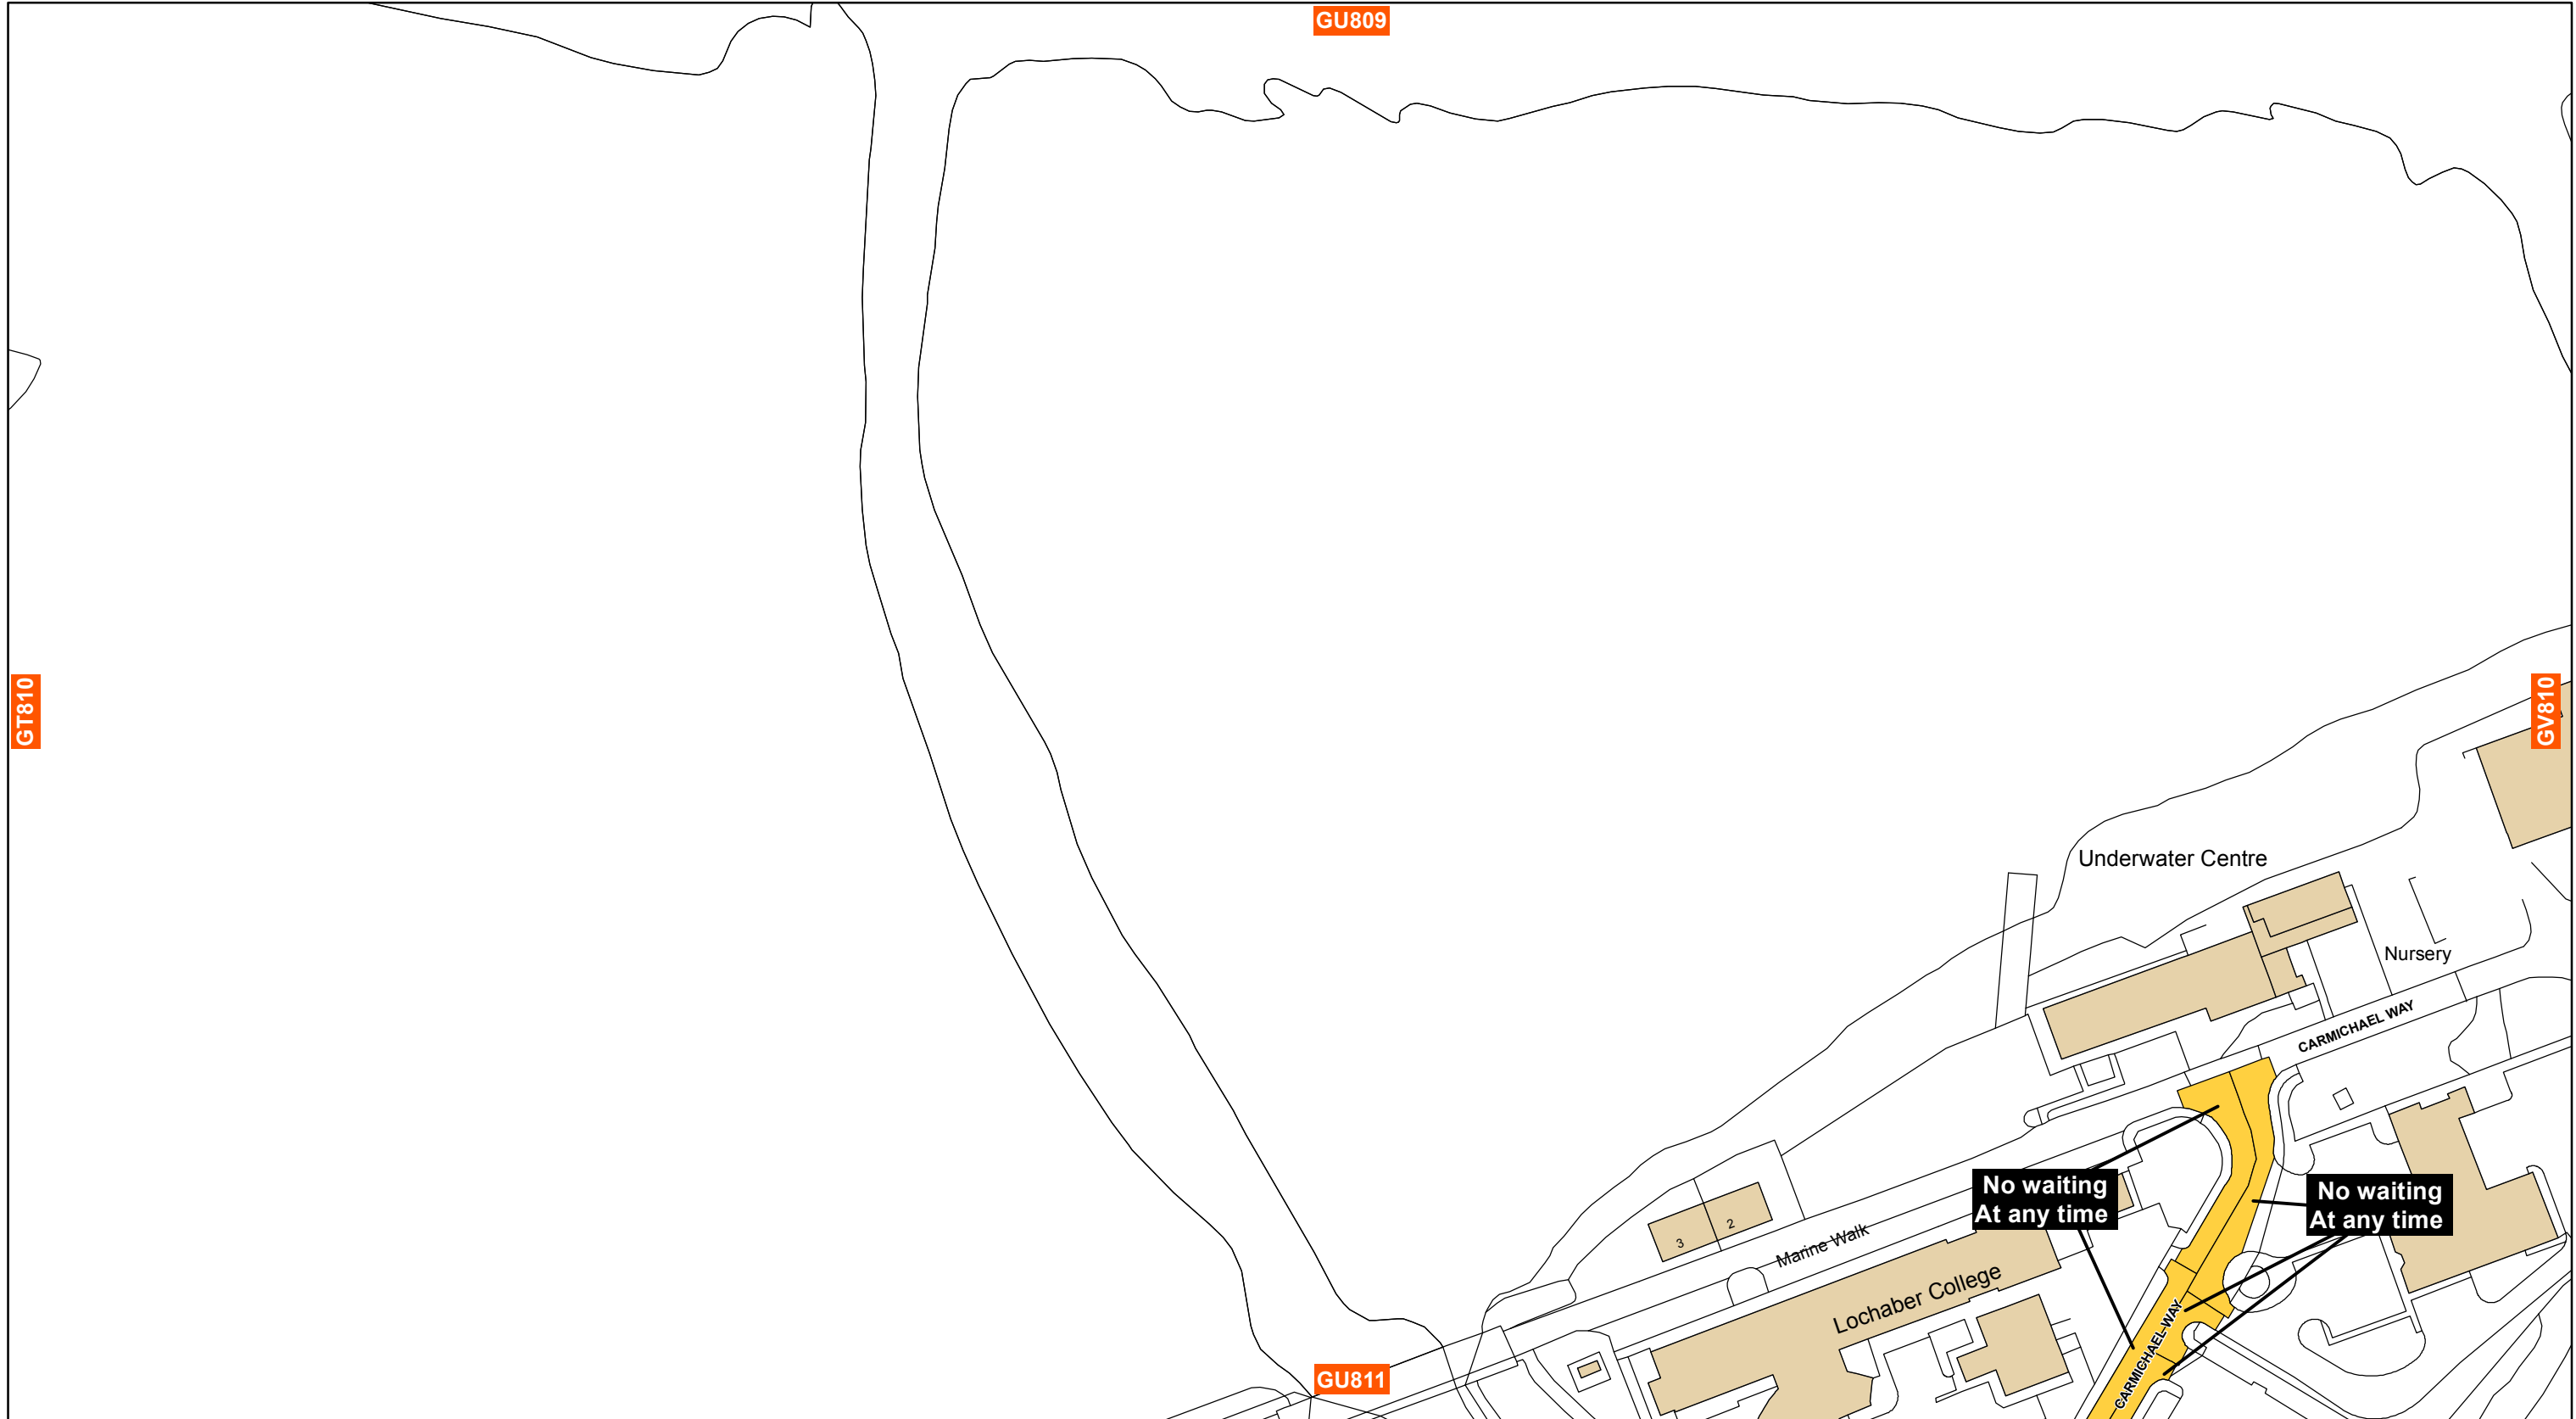 GU809
GT810
GV810
Underwater Centre
Nursery
CARMICHAEL WAY
No waiting
At any time
No waiting
At any time
2
3
Marine Walk
Lochaber College
CARMICHAEL WAY
GU811